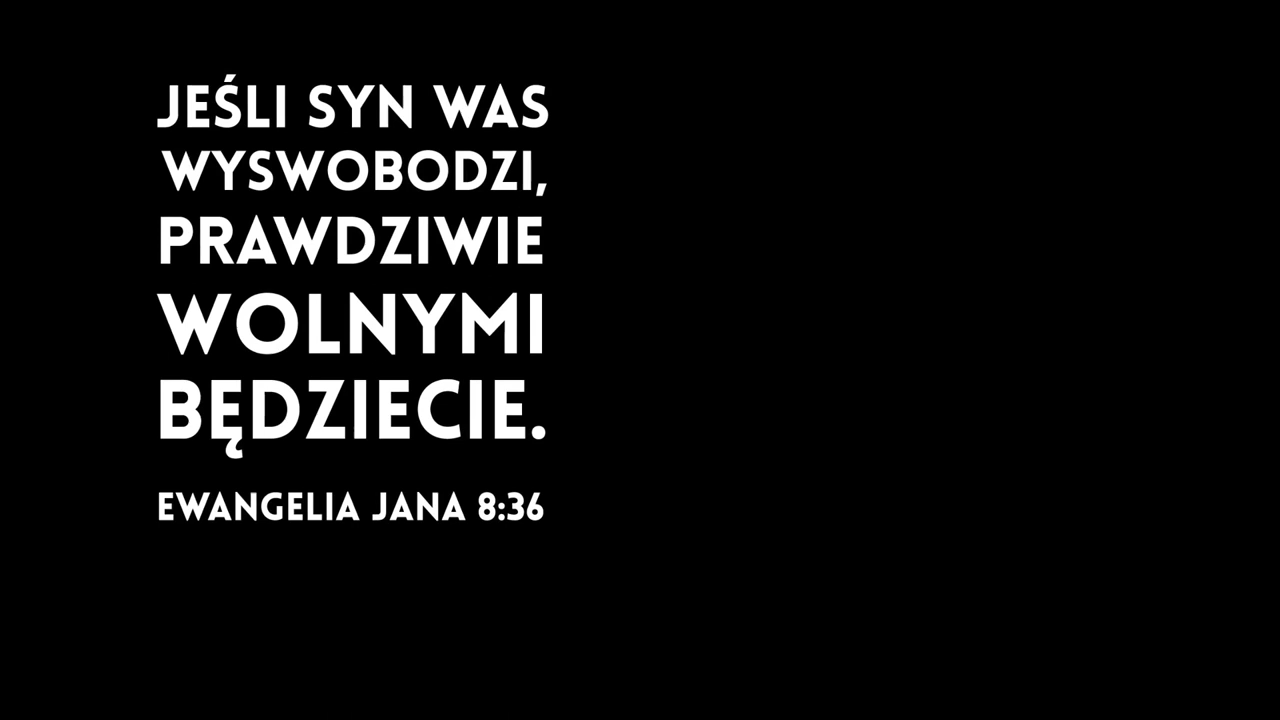 JEŚLI SYN WAS
WYSWOBODZI,
PRAWDZIWIE
WOLNYMI
BĘDZIECIE.
EWANGELIA JANA 8:36